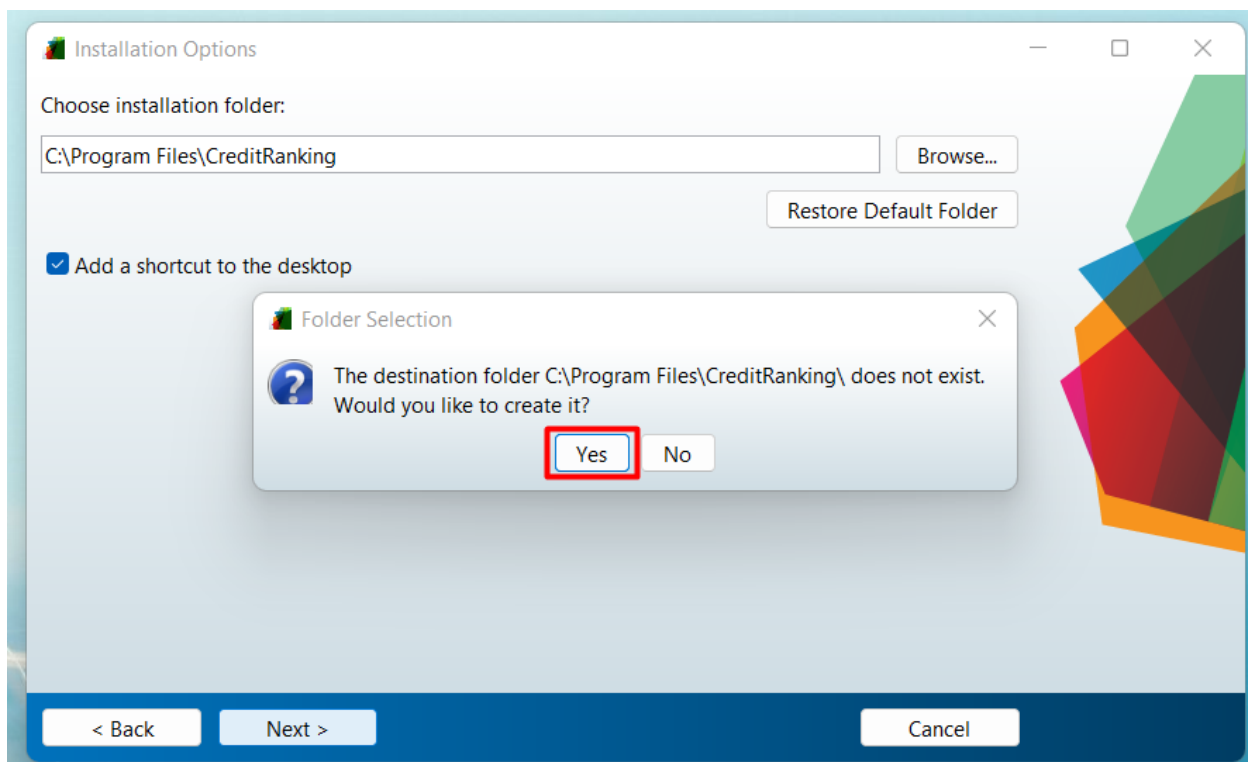 Installation Options
Choose installation folder:
C:\Program Files\CreditRanking
Browse...
Restore Default Folder
Add a shortcut to the desktop
Folder Selection
The destination folder C:\Program Files\CreditRanking\ does not exist.
Would you like to create it?
Yes
No
< Back
Next >
Cancel